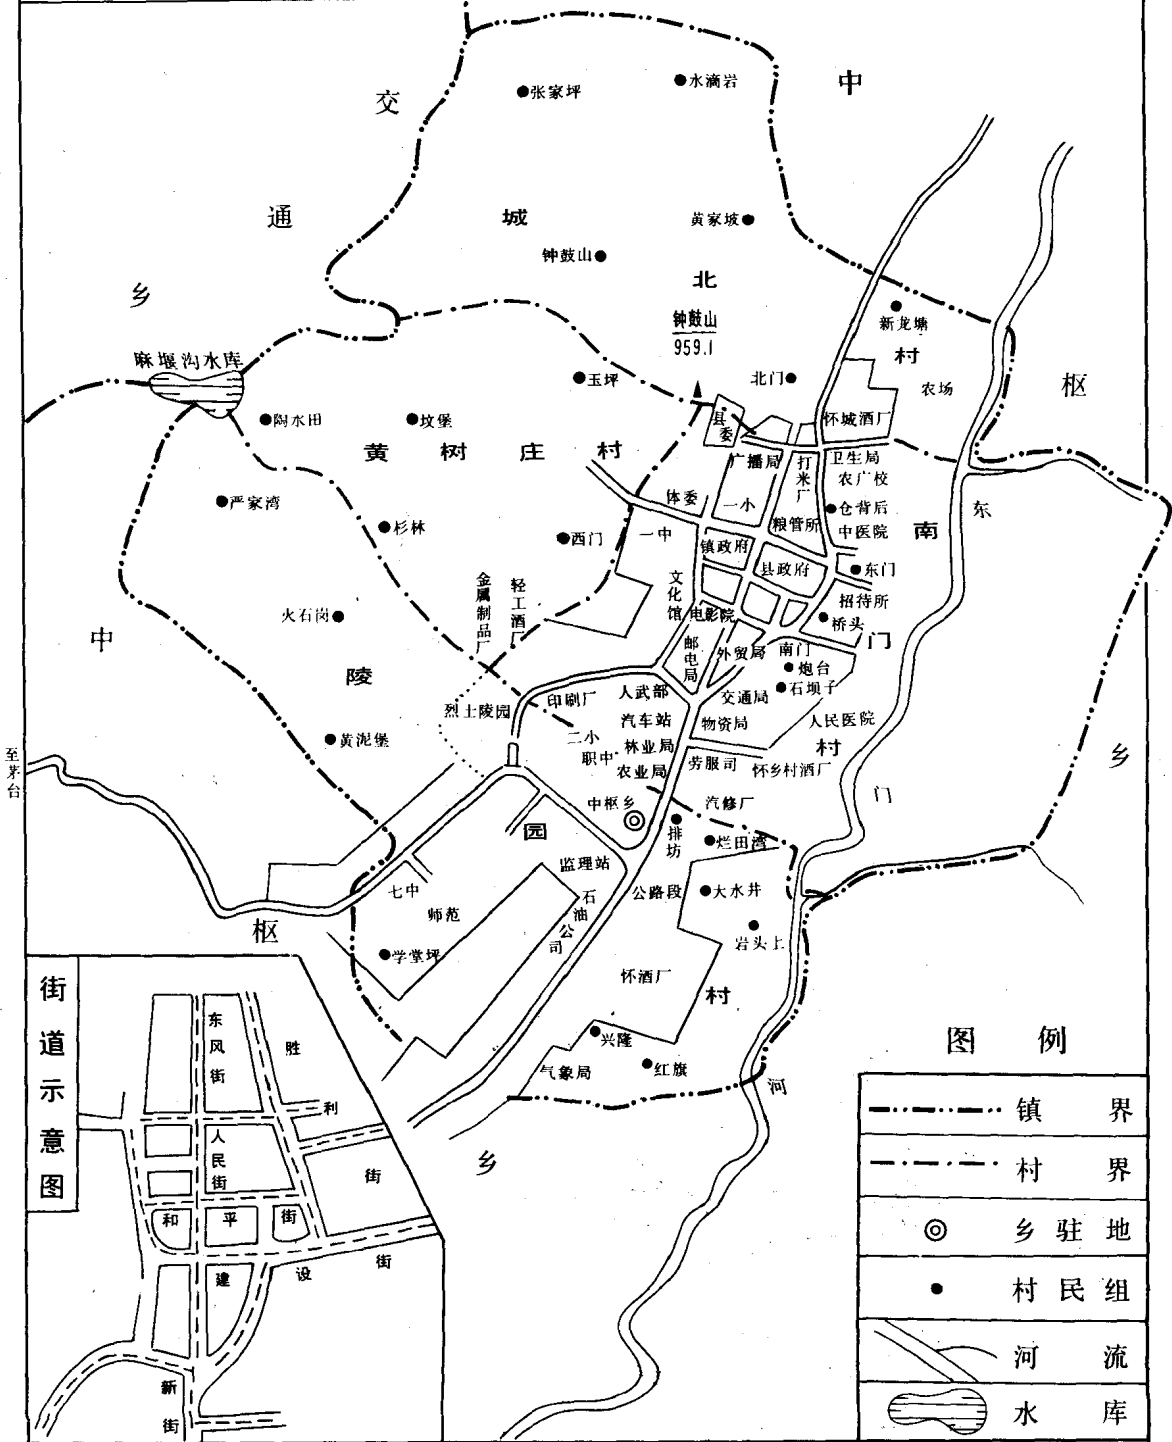 中
交
通
乡
张家坪
水滴岩
城
北
村
黄家坡
钟鼓山
钟鼓山
959.1
新龙塘
农场
枢
麻堰沟水库
玉坪
北门
县委
怀城酒厂
陶水田
坟堡
黄树庄村
广播局
打米厂
卫生局
农广校
严家湾
杉林
西门
体委
一小
一中
粮管所
仓背后
中医院
南
东
镇政府
县政府
东门
文化馆
电影院
招待所
桥头
门
金属制品厂
轻工酒厂
火石岗
中
陵
邮电局
外贸局
南门
炮台
石坝子
烈士陵园
印刷厂
人武部
交通局
汽车站
物资局
人民医院
村
乡
黄泥堡
二小
职中
林业局
农业局
劳服司
怀乡村酒厂
门
至茅台
中枢乡
汽修厂
园
排坊
烂田湾
监理站
七中
师范
石油公司
公路段
大水井
岩头上
枢
学堂坪
怀酒厂
村
兴隆
气象局
红旗
河
乡
街道示意图
东风街
胜利街
人民街
和平街
建设街
新街
图例
镇界
村界
乡驻地
村民组
河流
水库